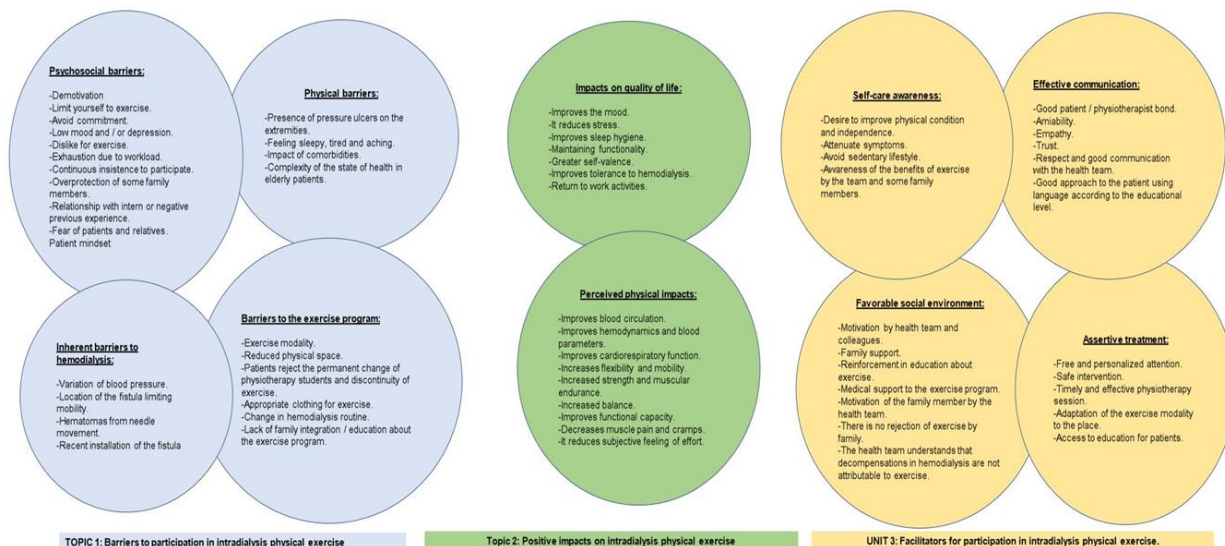 Psychosocial barriers:
-Demotivation
-Limit yourself to exercise.
-Avoid commitment.
-Low mood and / or depression.
-Dislike for exercise.
-Exhaustion due to workload.
-Continuous insistence to participate.
-Overprotection of some family
members.
-Relationship with intern or negative
previous experience.
-Fear of patients and relatives.
Patient mindset
Physical barriers:
-Presence of pressure ulcers on the
extremities.
-Feeling sleepy, tired and aching.
-Impact of comorbidities.
-Complexity of the state of health in
elderly patients.
Inherent barriers to
hemodialysis:
-Variation of blood pressure.
-Location of the fistula limiting
mobility.
-Hematomas from needle
movement.
-Recent installation of the fistula
Barriers to the exercise program:
-Exercise modality.
-Reduced physical space.
-Patients reject the permanent change of
physiotherapy students and discontinuity of
exercise.
-Appropriate clothing for exercise.
-Change in hemodialysis routine.
-Lack of family integration / education about
the exercise program.
TOPIC 1: Barriers to participation in intradialysis physical exercise
Impacts on quality of life:
-Improves the mood.
-It reduces stress.
-Improves sleep hygiene.
-Maintaining functionality.
-Greater self-valence.
-Improves tolerance to hemodialysis.
-Return to work activities.
Perceived physical impacts:
-Improves blood circulation.
-Improves hemodynamics and blood
parameters.
-Improves cardiorespiratory function.
-Increases flexibility and mobility.
-Increased strength and muscular
endurance.
-Increased balance.
-Improves functional capacity.
-Decreases muscle pain and cramps.
-It reduces subjective feeling of effort.
Topic 2: Positive impacts on intradialysis physical exercise
Self-care awareness:
-Desire to improve physical condition
and independence.
-Attenuate symptoms.
-Avoid sedentary lifestyle.
-Awareness of the benefits of exercise
by the team and some family
members.
Effective communication:
-Good patient / physiotherapist bond.
-Amiability.
-Empathy.
-Trust.
-Respect and good communication
with the health team.
-Good approach to the patient using
language according to the educational
level.
Favorable social environment:
-Motivation by health team and
colleagues.
-Family support.
-Reinforcement in education about
exercise.
-Medical support to the exercise program.
-Motivation of the family member by the
health team.
-There is no rejection of exercise by
family.
-The health team understands that
decompensations in hemodialysis are not
attributable to exercise.
Assertive treatment:
-Free and personalized attention.
-Safe intervention.
-Timely and effective physiotherapy
session.
-Adaptation of the exercise modality
to the place.
-Access to education for patients.
UNIT 3: Facilitators for participation in intradialysis physical exercise.